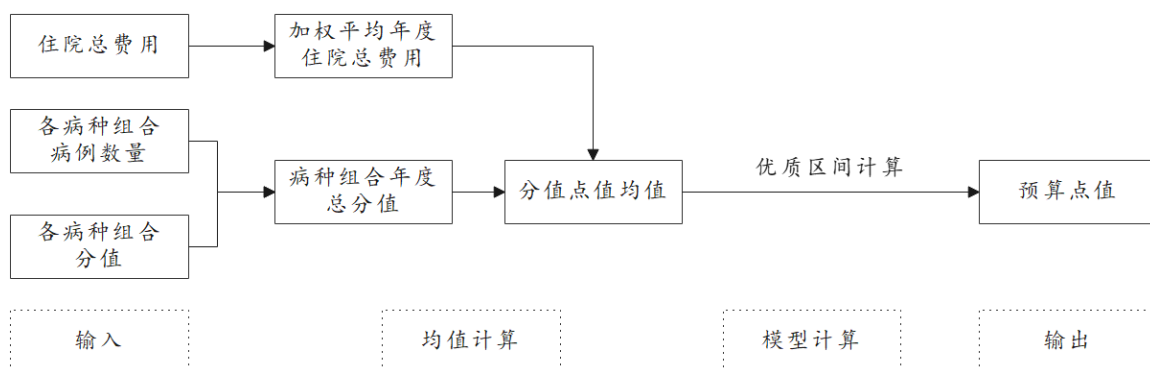 住院总费用
加权平均年度
住院总费用
各病种组合
病例数量
病种组合年度
总分值
分值点值均值
优质区间计算
预算点值
各病种组合
分值
输入
均值计算
模型计算
输出